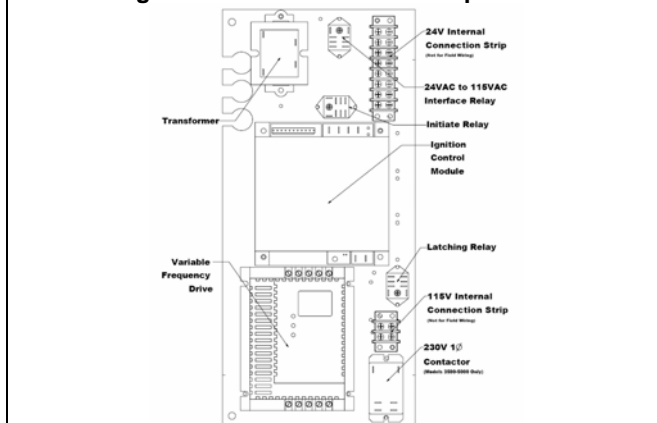 24V Internal
Connection Strip
(Not for Field Wiring)
24VAC to 115VAC
Interface Relay
Transformer
Initiate Relay
Ignition
Control
Module
Variable
Frequency
Drive
Latching Relay
115V Internal
Connection Strip
(Not for Field Wiring)
230V 1Ø
Contactor